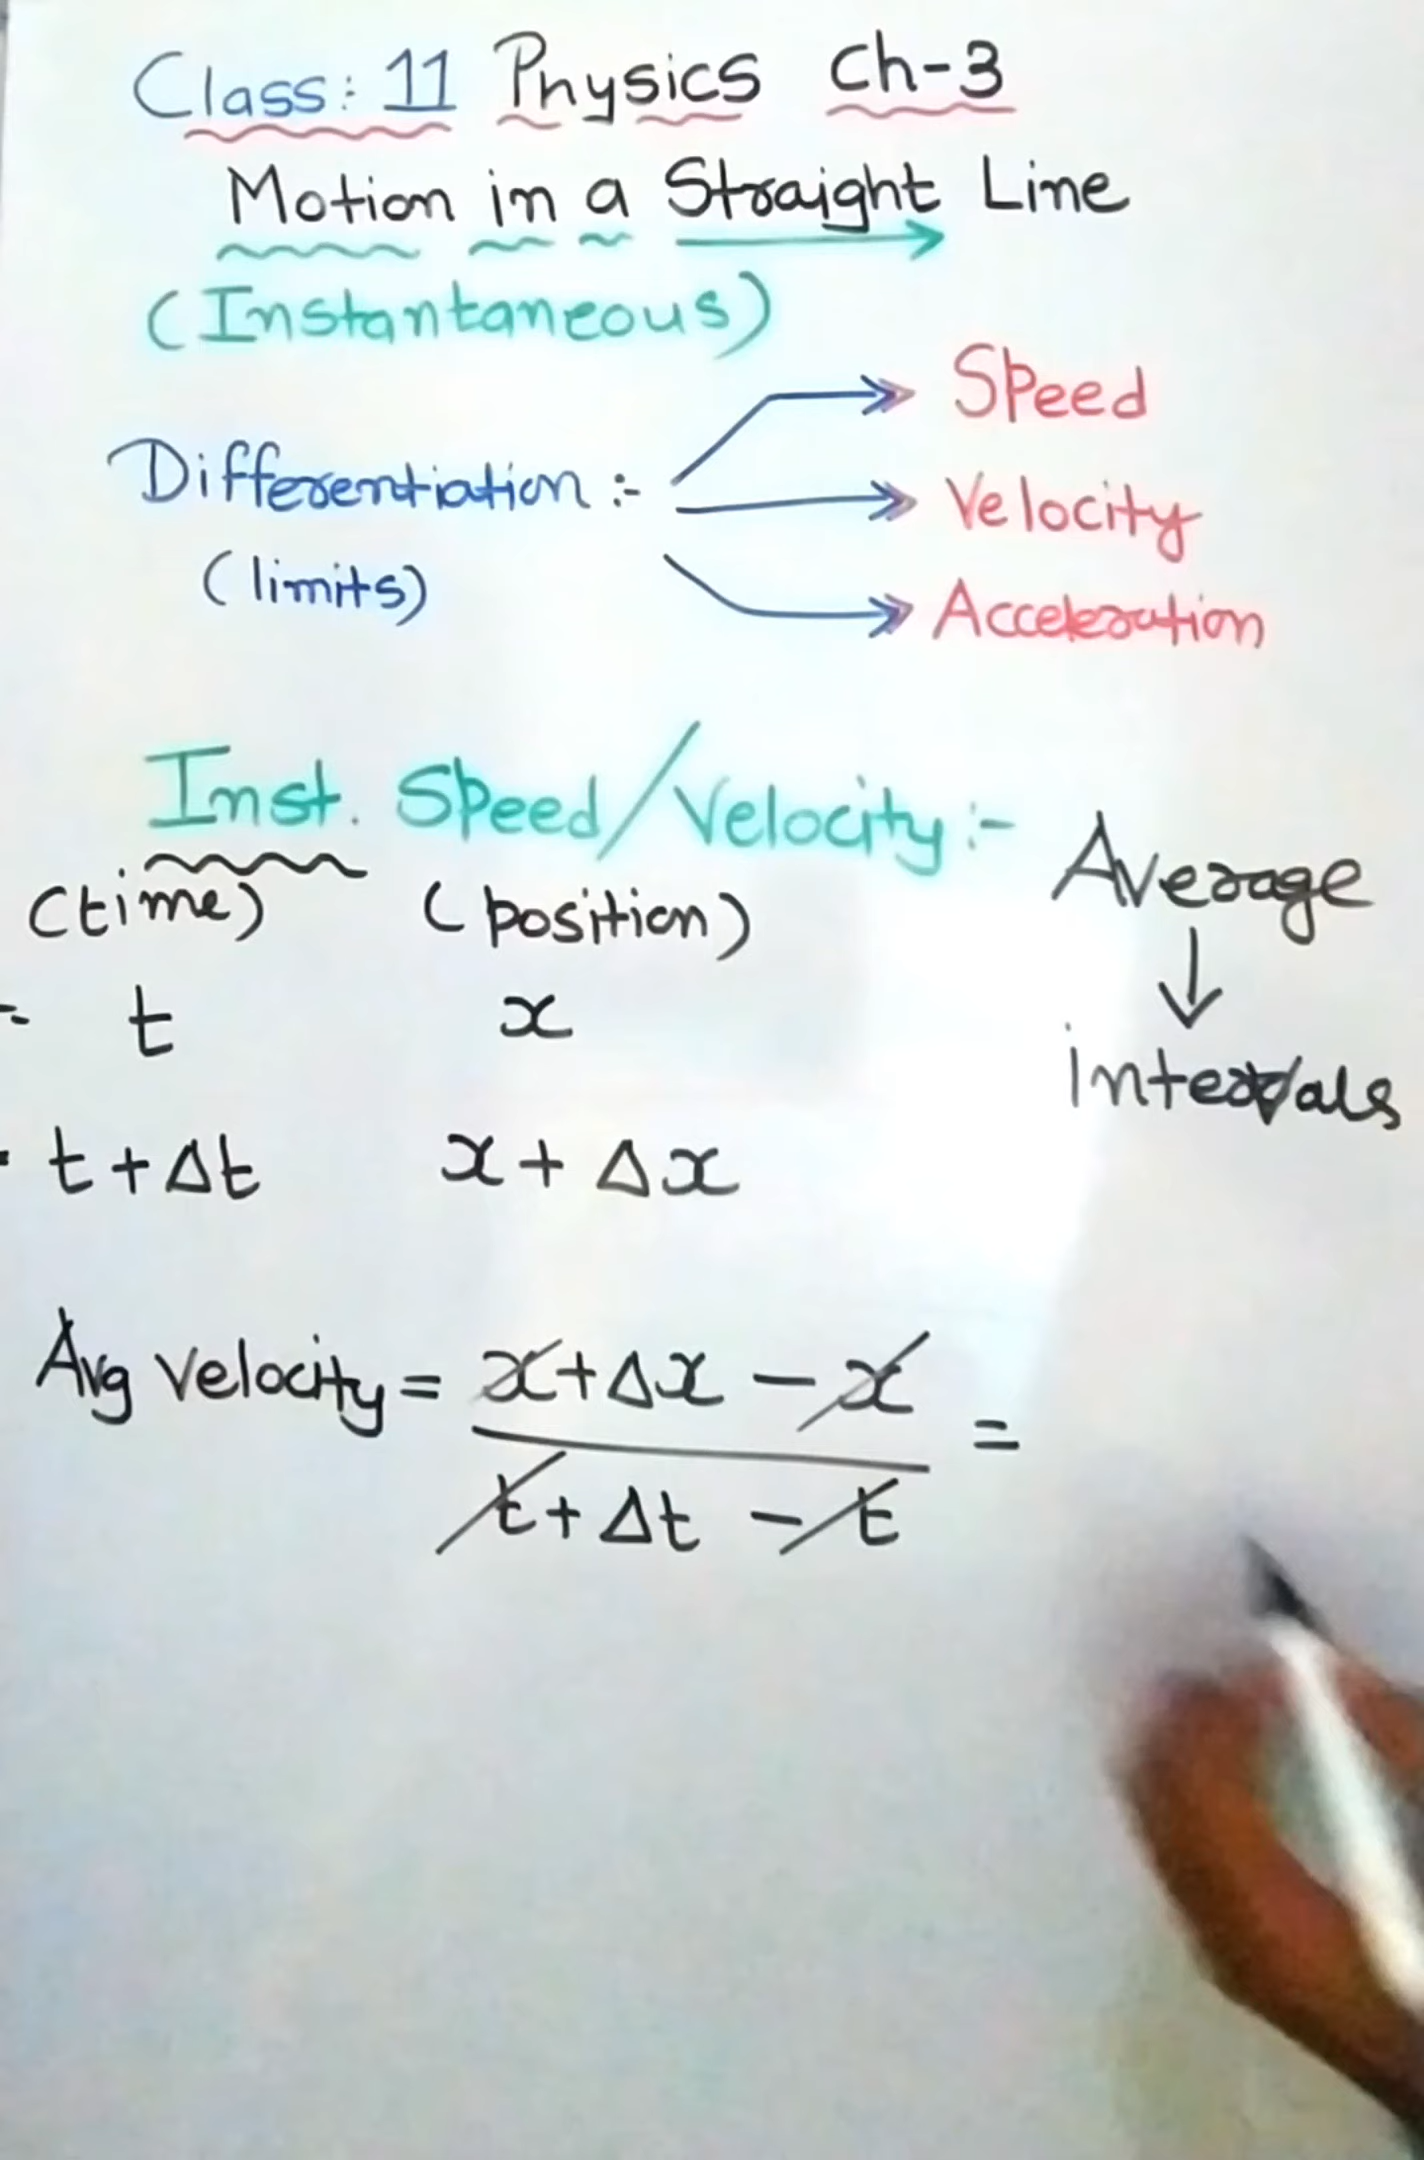 Class: 11 Physics Ch-3
Motion in a Straight Line
(Instantaneous)
Speed
Differentiation :-
Velocity
(limits)
Acceleration
Inst. Speed/Velocity :-
Average
(time) (position)
t x
intervals
t + Δt x + Δx
Avg Velocity = x + Δx - x =
t + Δt - t